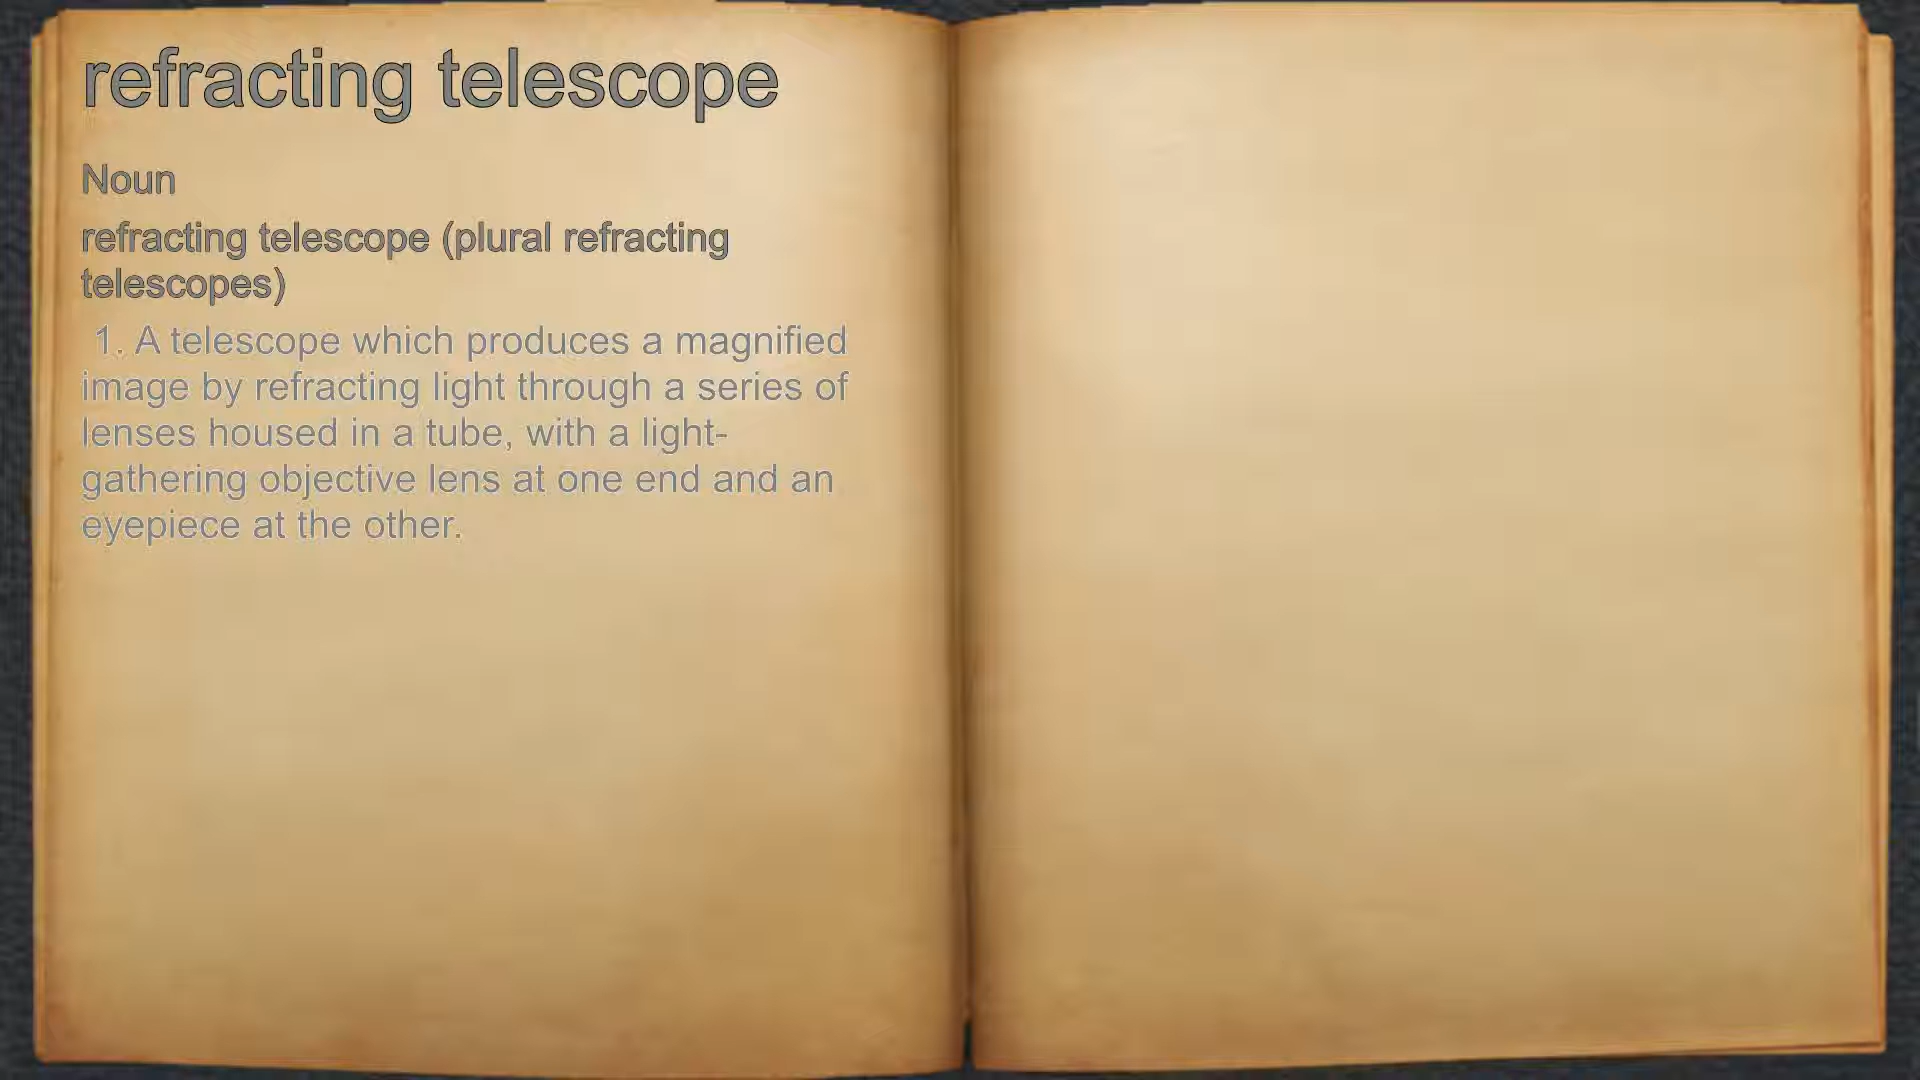 refracting telescope
Noun
refracting telescope (plural refracting
telescopes)
1. A telescope which produces a magnified
image by refracting light through a series of
lenses housed in a tube, with a light-
gathering objective lens at one end and an
eyepiece at the other.